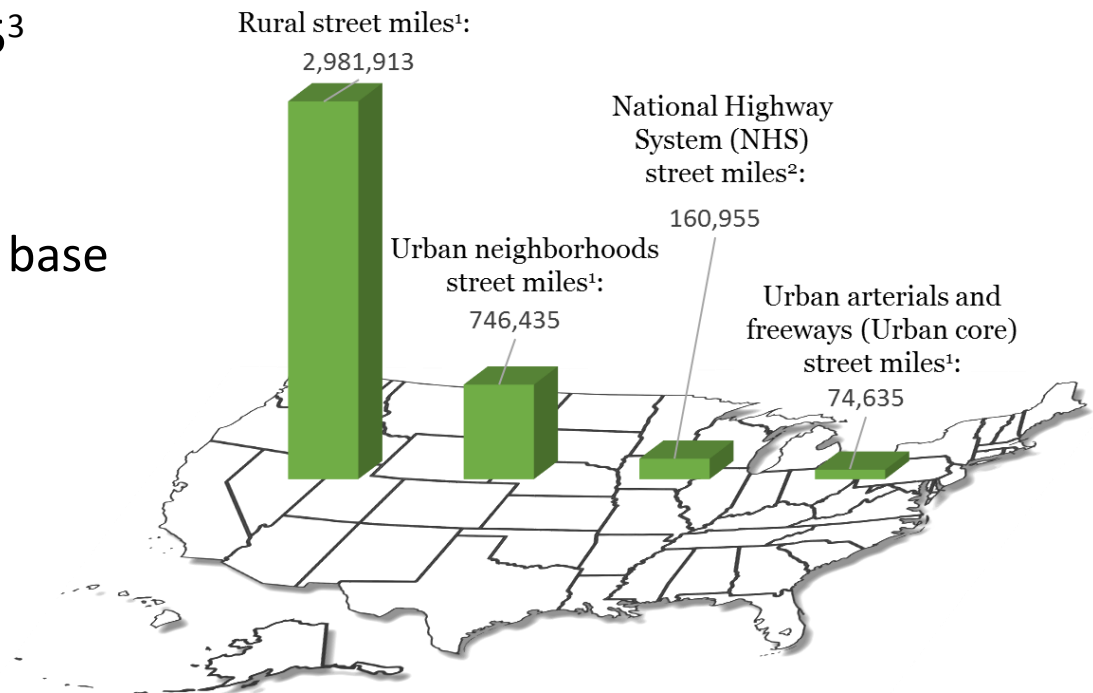 Rural street miles¹:
2,981,913
National Highway
System (NHS)
street miles²:
160,955
base
Urban neighborhoods
street miles¹:
746,435
Urban arterials and
freeways (Urban core)
street miles¹:
74,635